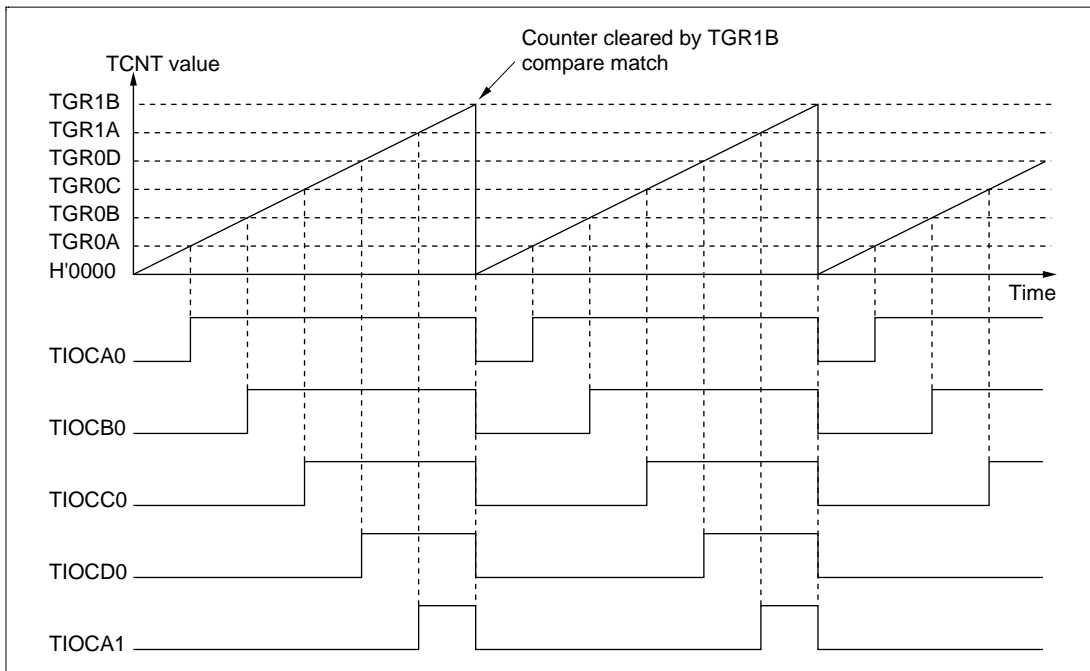 Counter cleared by TGR1B
compare match
TCNT value
TGR1B
TGR1A
TGR0D
TGR0C
TGR0B
TGR0A
H'0000
Time
TIOCA0
TIOCB0
TIOCC0
TIOCD0
TIOCA1